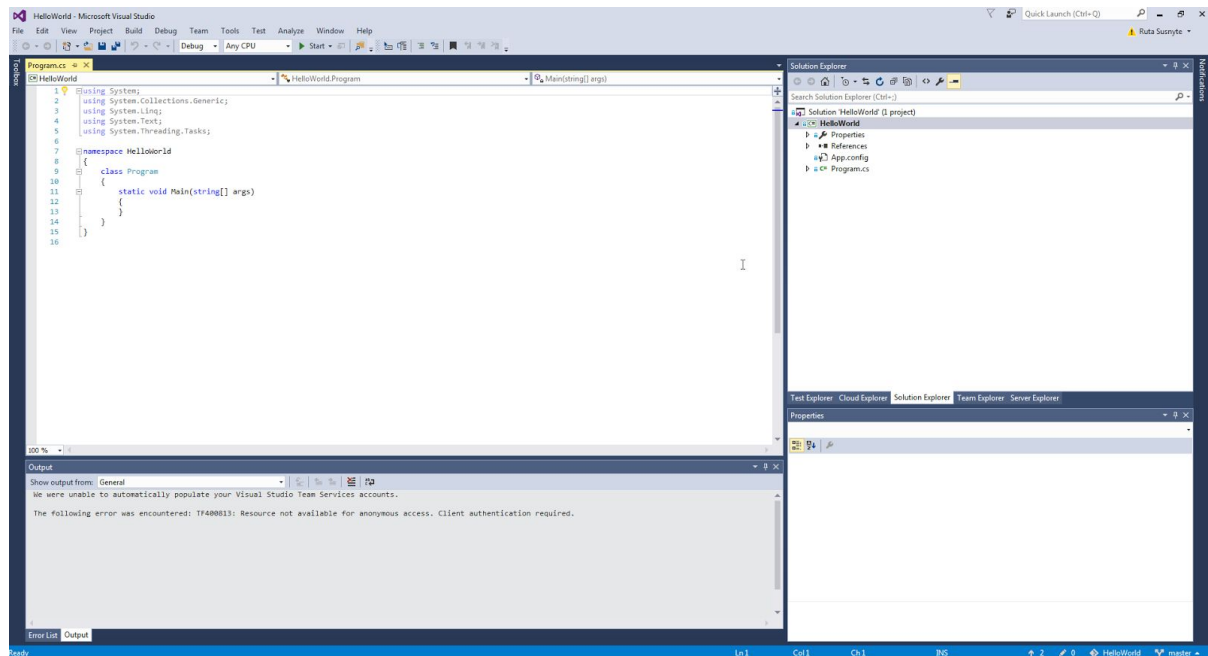 HelloWorld - Microsoft Visual Studio
Quick Launch (Ctrl+Q)
File Edit View Project Build Debug Team Tools Test Analyze Window Help
Ruta Susnyte
Debug Any CPU Start
Toolbox
Program.cs
HelloWorld HelloWorld.Program Main(string[] args)
1 using System;
2 using System.Collections.Generic;
3 using System.Linq;
4 using System.Text;
5 using System.Threading.Tasks;
6
7 namespace HelloWorld
8 {
9 class Program
10 {
11 static void Main(string[] args)
12 {
13 }
14 }
15 }
16
100 %
Output
Show output from: General
We were unable to automatically populate your Visual Studio Team Services accounts.
The following error was encountered: TF400813: Resource not available for anonymous access. Client authentication required.
Error List Output
Solution Explorer
Search Solution Explorer (Ctrl+;)
Solution 'HelloWorld' (1 project)
C# HelloWorld
Properties
References
App.config
C# Program.cs
Test Explorer Cloud Explorer Solution Explorer Team Explorer Server Explorer
Properties
Notifications
Ready Ln 1 Col 1 Ch 1 INS 2 0 HelloWorld master